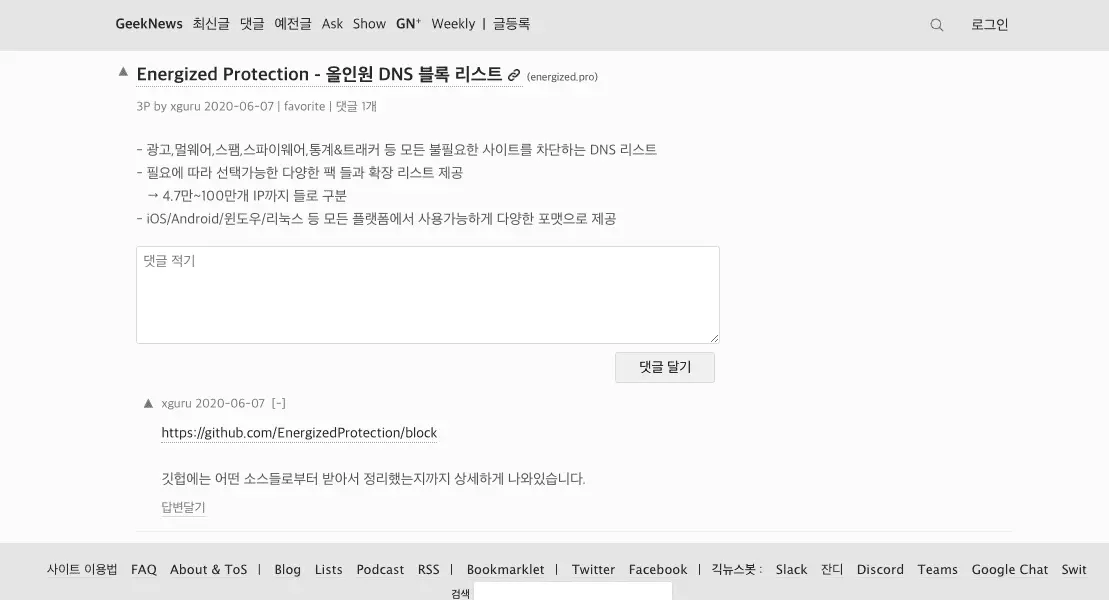 GeekNews 최신글 댓글 예전글 Ask Show GN⁺ Weekly | 글등록 로그인
▲ Energized Protection - 올인원 DNS 블록 리스트 (energized.pro)
3P by xguru 2020-06-07 | favorite | 댓글 1개
- 광고,멀웨어,스팸,스파이웨어,통계&트래커 등 모든 불필요한 사이트를 차단하는 DNS 리스트
- 필요에 따라 선택가능한 다양한 팩 들과 확장 리스트 제공
→ 4.7만~100만개 IP까지 들로 구분
- iOS/Android/윈도우/리눅스 등 모든 플랫폼에서 사용가능하게 다양한 포맷으로 제공
댓글 적기
댓글 달기
▲ xguru 2020-06-07 [-]
https://github.com/EnergizedProtection/block
깃헙에는 어떤 소스들로부터 받아서 정리했는지까지 상세하게 나와있습니다.
답변달기
사이트 이용법 FAQ About & ToS | Blog Lists Podcast RSS | Bookmarklet | Twitter Facebook | 긱뉴스봇 : Slack 잔디 Discord Teams Google Chat Swit
검색